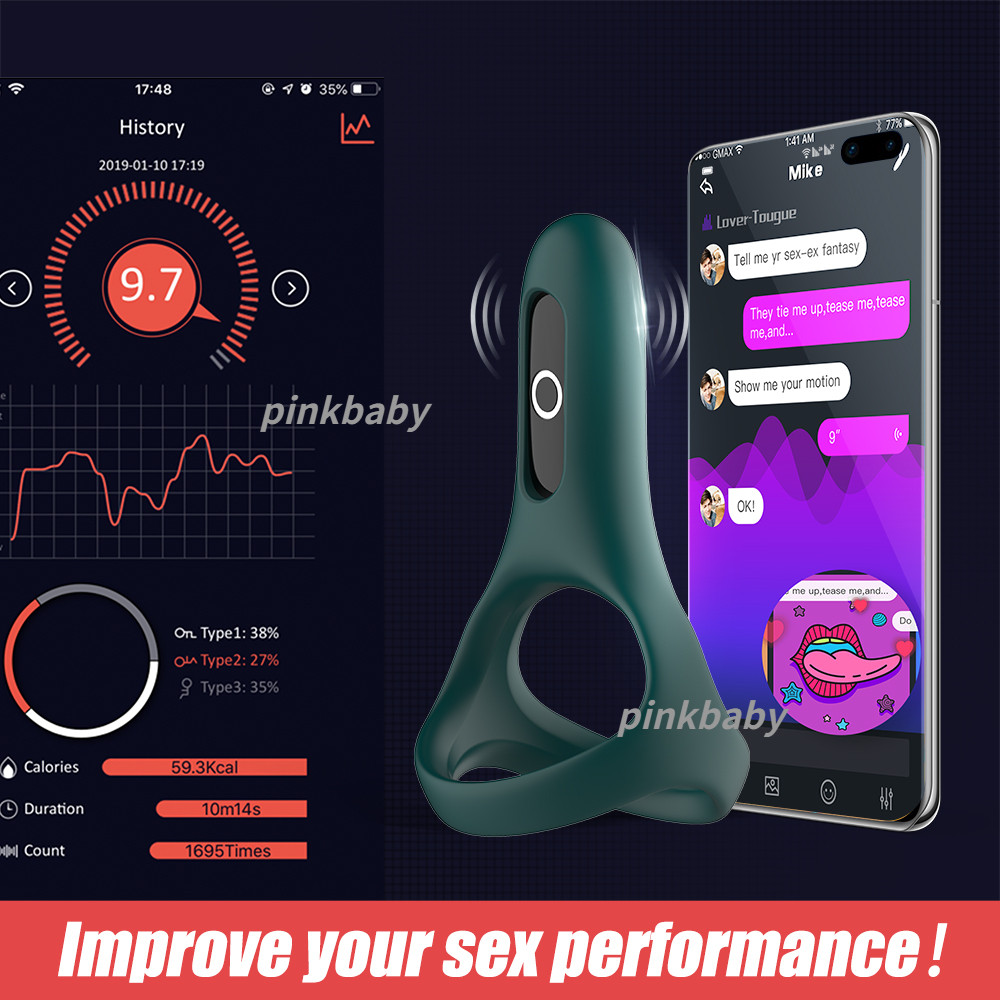 17:48
35%
History
2019-01-10 17:19
9.7
pinkbaby
Type1: 38%
Type2: 27%
Type3: 35%
Calories
59.3Kcal
Duration
10m14s
Count
1695Times
GMAX
1:41 AM
77%
Mike
Lover-Tougue
Tell me yr sex-ex fantasy
They tie me up,tease me,tease
me,and...
Show me your motion
9"
OK!
me up,tease me,and...
Do
pinkbaby
Improve your sex performance!